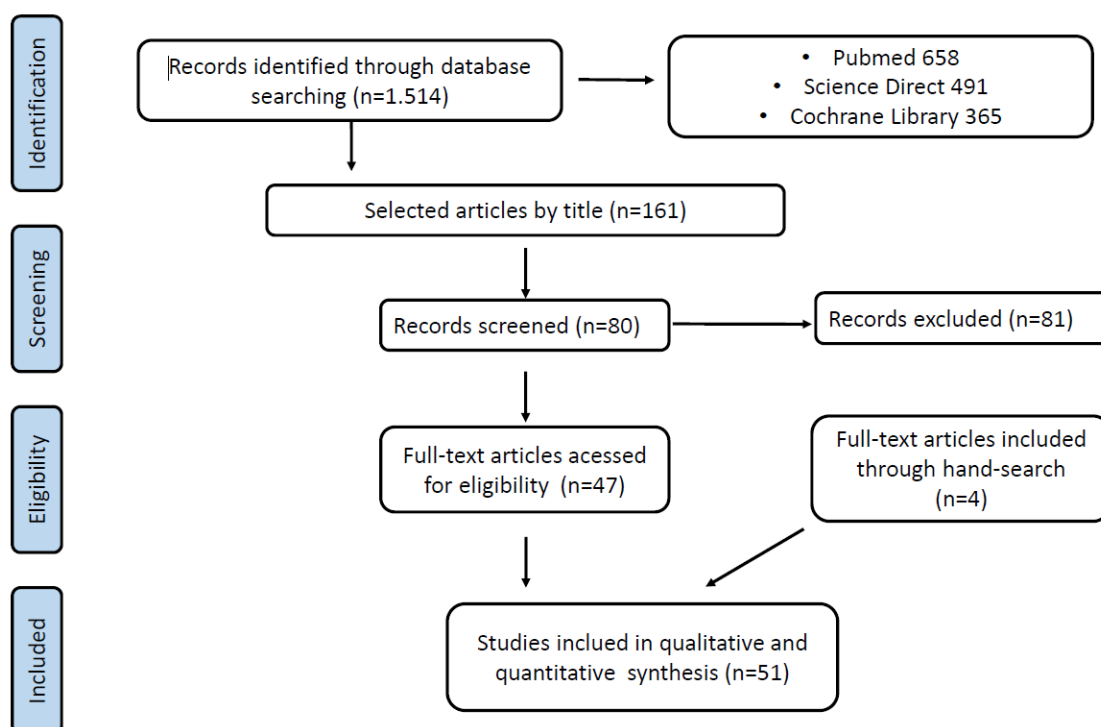 Identification
Records identified through database
searching (n=1.514)
• Pubmed 658
• Science Direct 491
• Cochrane Library 365
Selected articles by title (n=161)
Screening
Records screened (n=80)
Records excluded (n=81)
Eligibility
Full-text articles acessed
for eligibility (n=47)
Full-text articles included
through hand-search
(n=4)
Included
Studies inclued in qualitative and
quantitative synthesis (n=51)